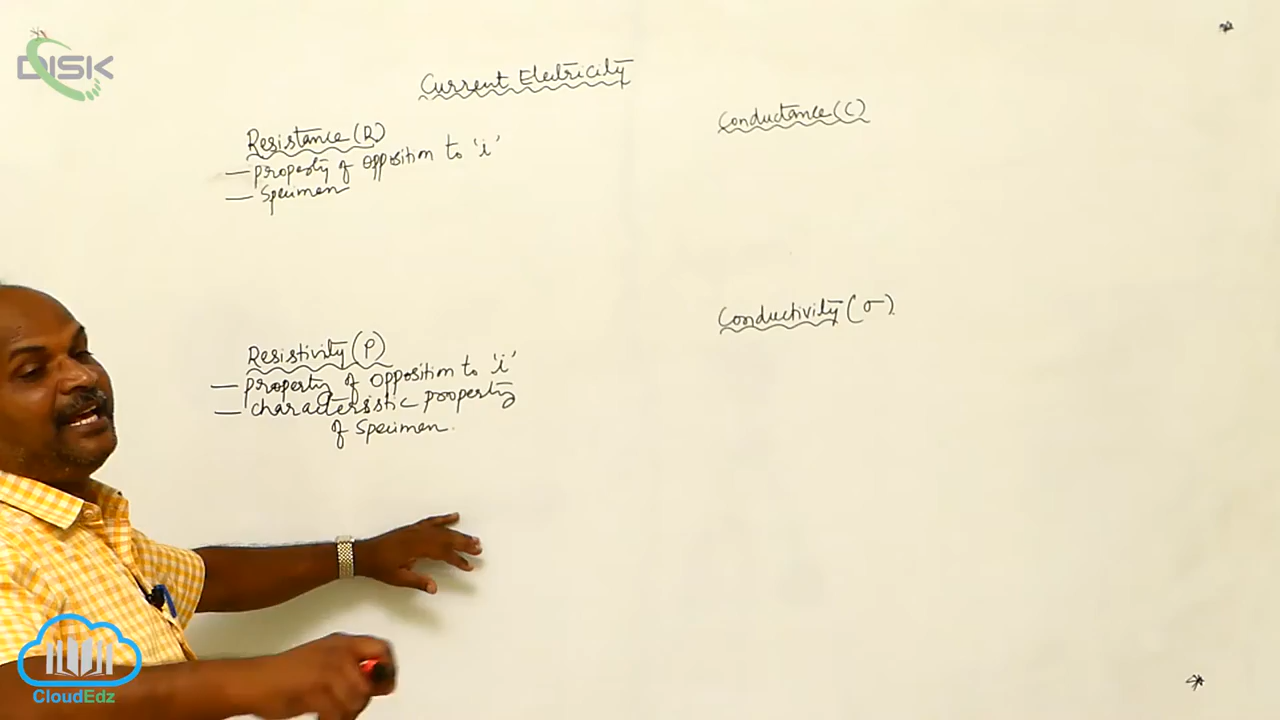 DISK
Current Electricity
Resistance (R)
— property of opposition to 'i'
— Specimen
Conductance (C)
Resistivity (ρ)
— property of opposition to 'i'
— characteristic property
of Specimen.
Conductivity (σ)
CloudEdz